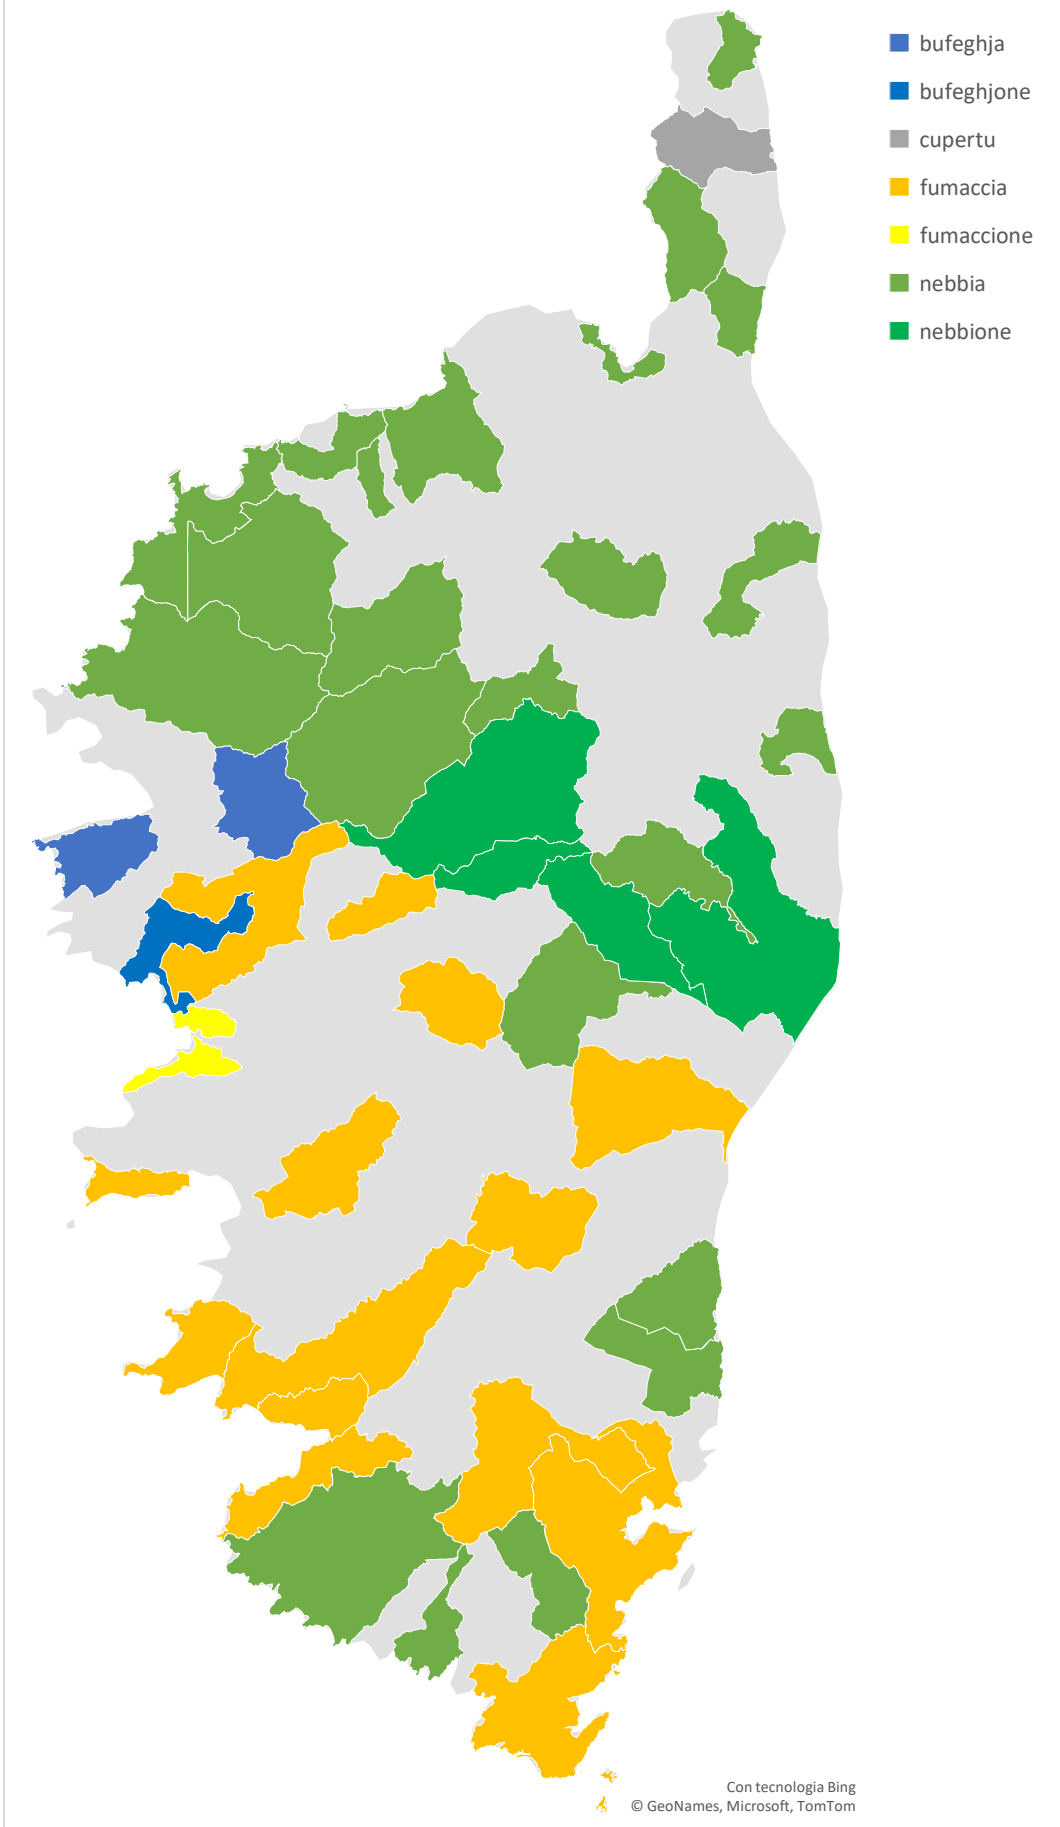 bufeghja
bufeghjone
cupertu
fumaccia
fumaccione
nebbia
nebbione
Con tecnologia Bing
© GeoNames, Microsoft, TomTom